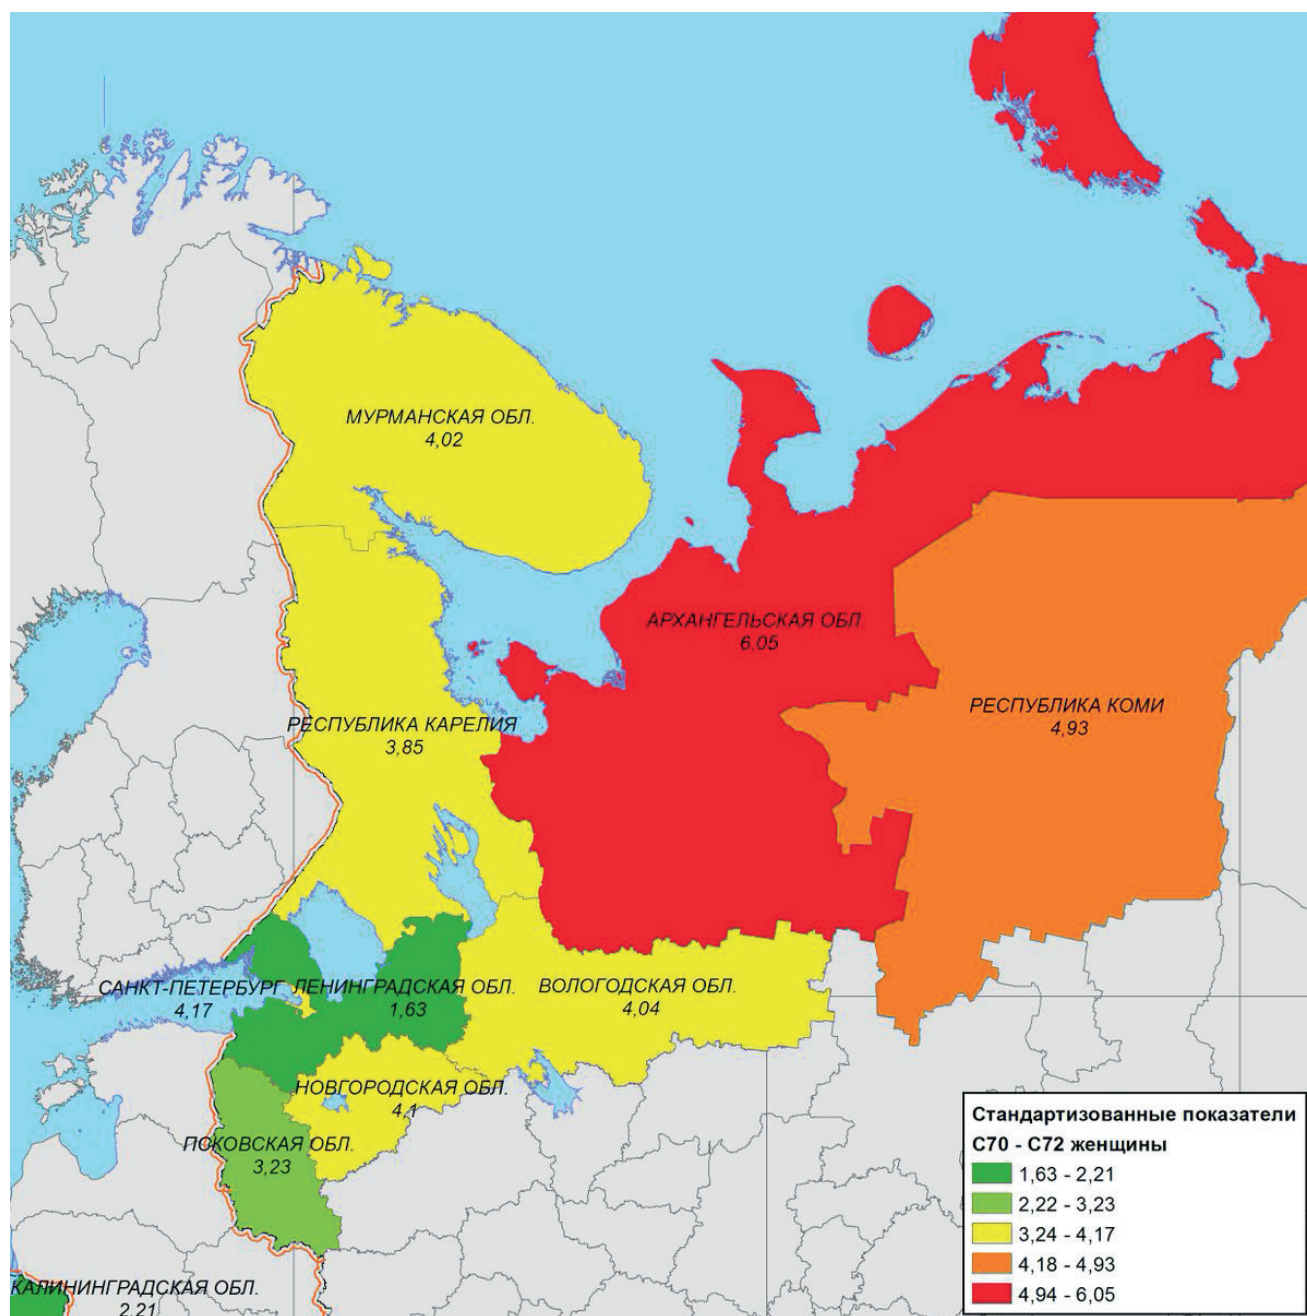 МУРМАНСКАЯ ОБЛ.
4,02
АРХАНГЕЛЬСКАЯ ОБЛ.
6,05
РЕСПУБЛИКА КОМИ
4,93
РЕСПУБЛИКА КАРЕЛИЯ
3,85
САНКТ-ПЕТЕРБУРГ
4,17
ЛЕНИНГРАДСКАЯ ОБЛ.
1,63
ВОЛОГОДСКАЯ ОБЛ.
4,04
НОВГОРОДСКАЯ ОБЛ.
4,1
ПСКОВСКАЯ ОБЛ.
3,23
КАЛИНИНГРАДСКАЯ ОБЛ.
2,21
Стандартизованные показатели
С70 - С72 женщины
1,63 - 2,21
2,22 - 3,23
3,24 - 4,17
4,18 - 4,93
4,94 - 6,05